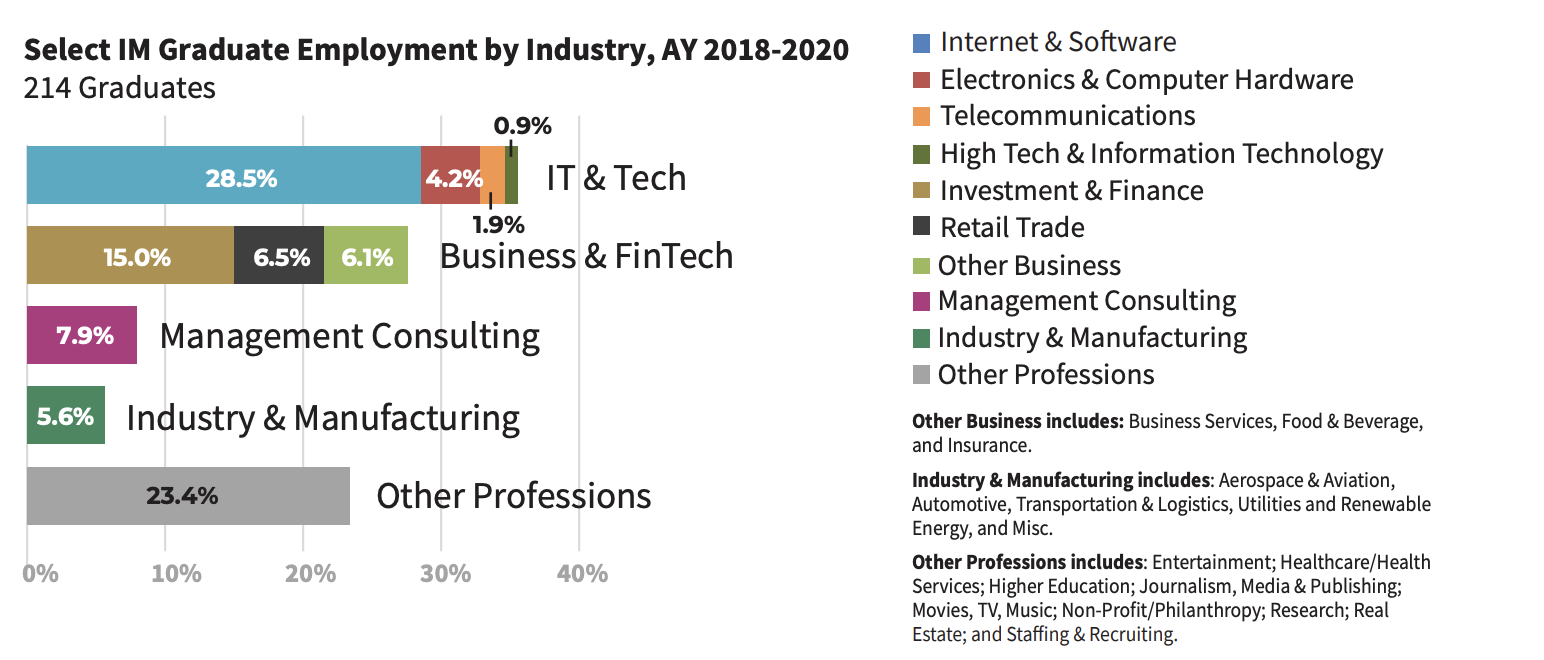 Select IM Graduate Employment by Industry, AY 2018-2020
214 Graduates
0.9%
28.5%
4.2%
IT & Tech
1.9%
15.0%
6.5%
6.1%
Business & FinTech
7.9%
Management Consulting
5.6%
Industry & Manufacturing
23.4%
Other Professions
0%
10%
20%
30%
40%
Internet & Software
Electronics & Computer Hardware
Telecommunications
High Tech & Information Technology
Investment & Finance
Retail Trade
Other Business
Management Consulting
Industry & Manufacturing
Other Professions
Other Business includes: Business Services, Food & Beverage,
and Insurance.
Industry & Manufacturing includes: Aerospace & Aviation,
Automotive, Transportation & Logistics, Utilities and Renewable
Energy, and Misc.
Other Professions includes: Entertainment; Healthcare/Health
Services; Higher Education; Journalism, Media & Publishing;
Movies, TV, Music; Non-Profit/Philanthropy; Research; Real
Estate; and Staffing & Recruiting.